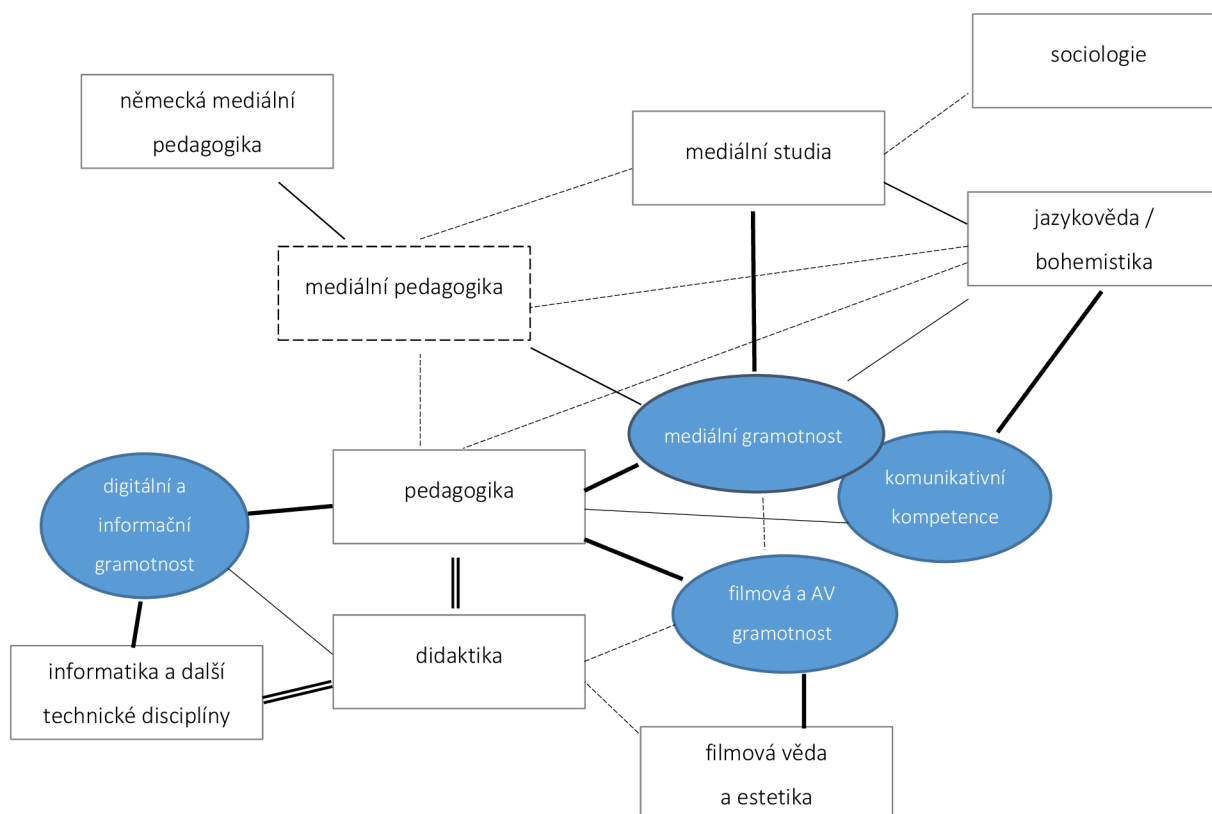 sociologie
německá mediální
pedagogika
mediální studia
jazykověda /
bohemistika
mediální pedagogika
mediální gramotnost
komunikativní
kompetence
pedagogika
digitální a
informační
gramotnost
filmová a AV
gramotnost
didaktika
informatika a další
technické disciplíny
filmová věda
a estetika